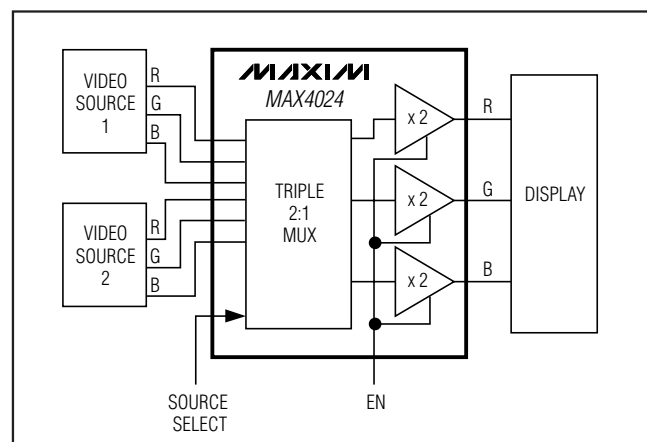 VIDEO
SOURCE
1
R
G
B
VIDEO
SOURCE
2
R
G
B
MAXIM
MAX4024
TRIPLE
2:1
MUX
x 2
x 2
x 2
R
G
B
DISPLAY
SOURCE
SELECT
EN